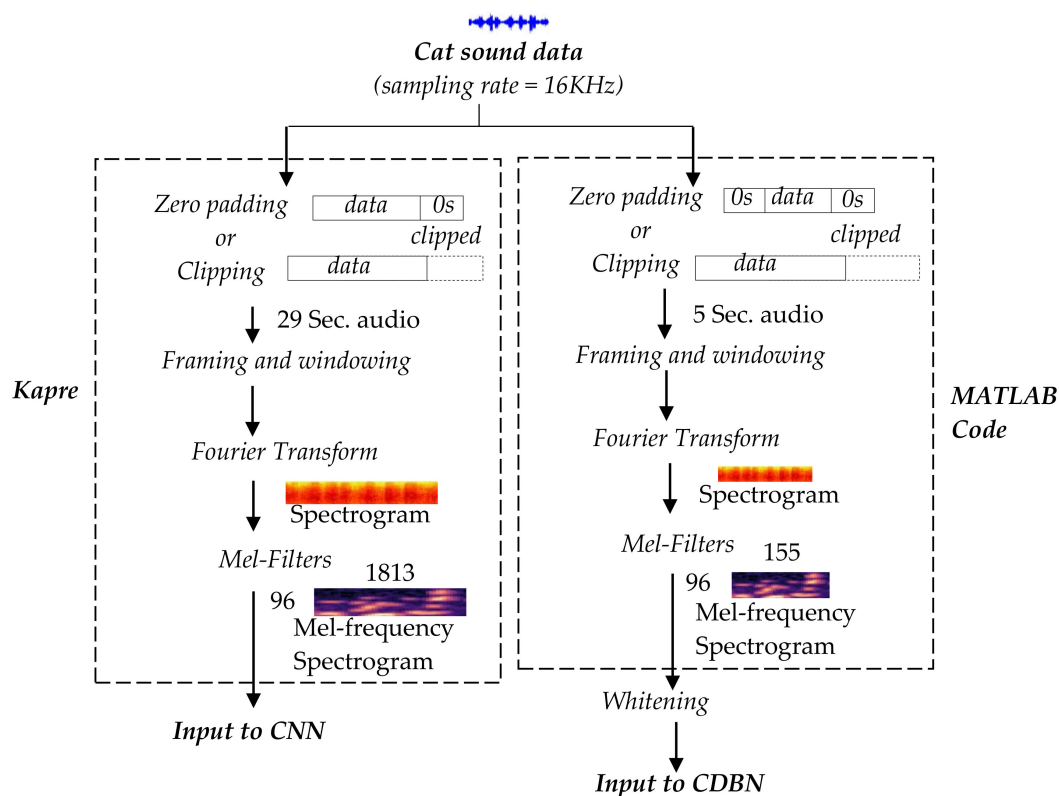 Cat sound data
(sampling rate = 16KHz)
Zero padding
data 0s
or
clipped
Clipping
data
29 Sec. audio
Framing and windowing
Kapre
Fourier Transform
Spectrogram
Mel-Filters
1813
96
Mel-frequency
Spectrogram
Input to CNN
Zero padding
0s data 0s
or
clipped
Clipping
data
5 Sec. audio
Framing and windowing
MATLAB
Code
Fourier Transform
Spectrogram
Mel-Filters
155
96
Mel-frequency
Spectrogram
Whitening
Input to CDBN